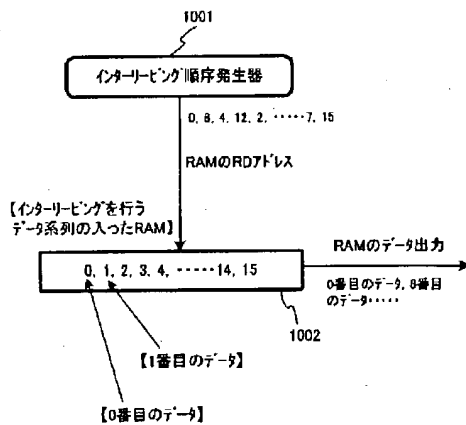 1001
インターリービング順序発生器
0, 8, 4, 12, 2, ・・・・・7, 15
RAMのRDアドレス
【インターリービングを行う
データ系列の入ったRAM】
RAMのデータ出力
0, 1, 2, 3, 4, ・・・・・14, 15
0番目のデータ, 8番目
のデータ・・・・・
1002
【1番目のデータ】
【0番目のデータ】